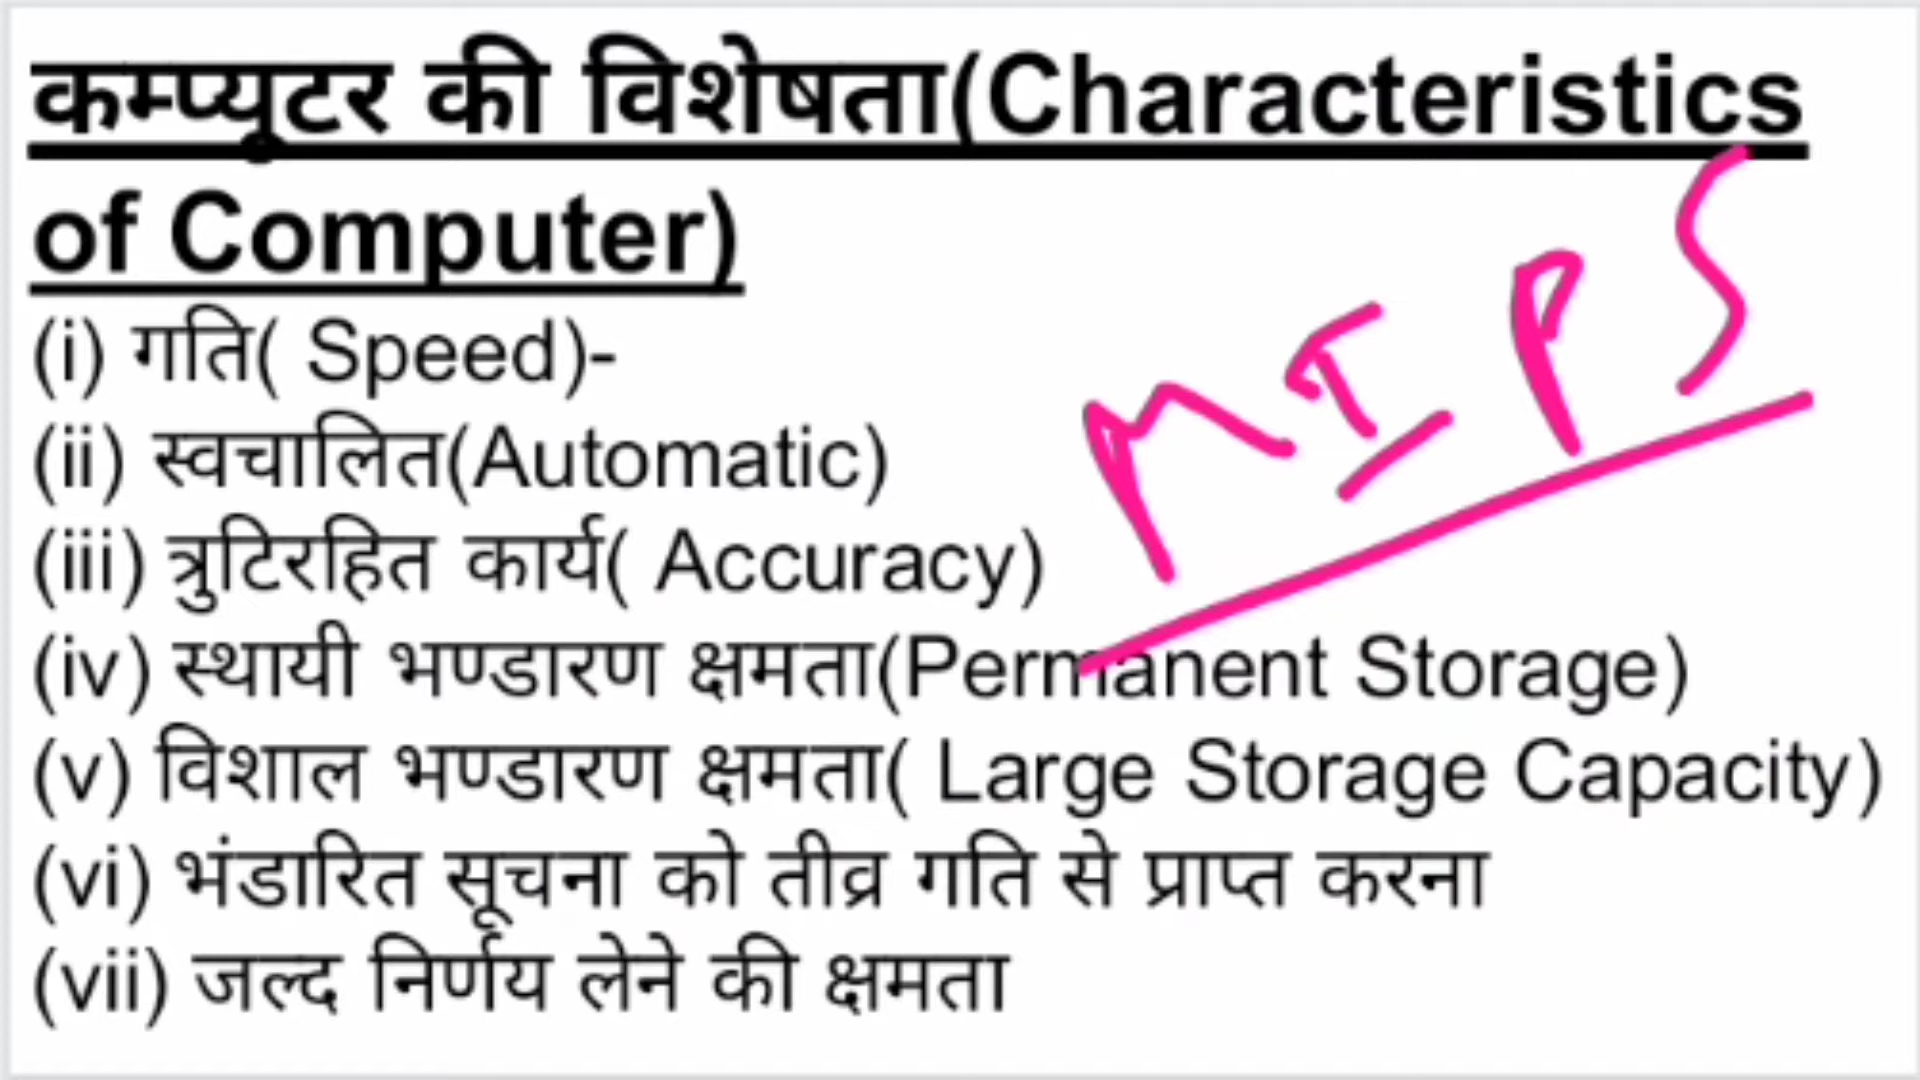 कम्प्यूटर की विशेषता(Characteristics
of Computer)
(i) गति( Speed)-
(ii) स्वचालित(Automatic)
(iii) त्रुटिरहित कार्य( Accuracy)
(iv) स्थायी भण्डारण क्षमता(Permanent Storage)
(v) विशाल भण्डारण क्षमता( Large Storage Capacity)
(vi) भंडारित सूचना को तीव्र गति से प्राप्त करना
(vii) जल्द निर्णय लेने की क्षमता
MIPS